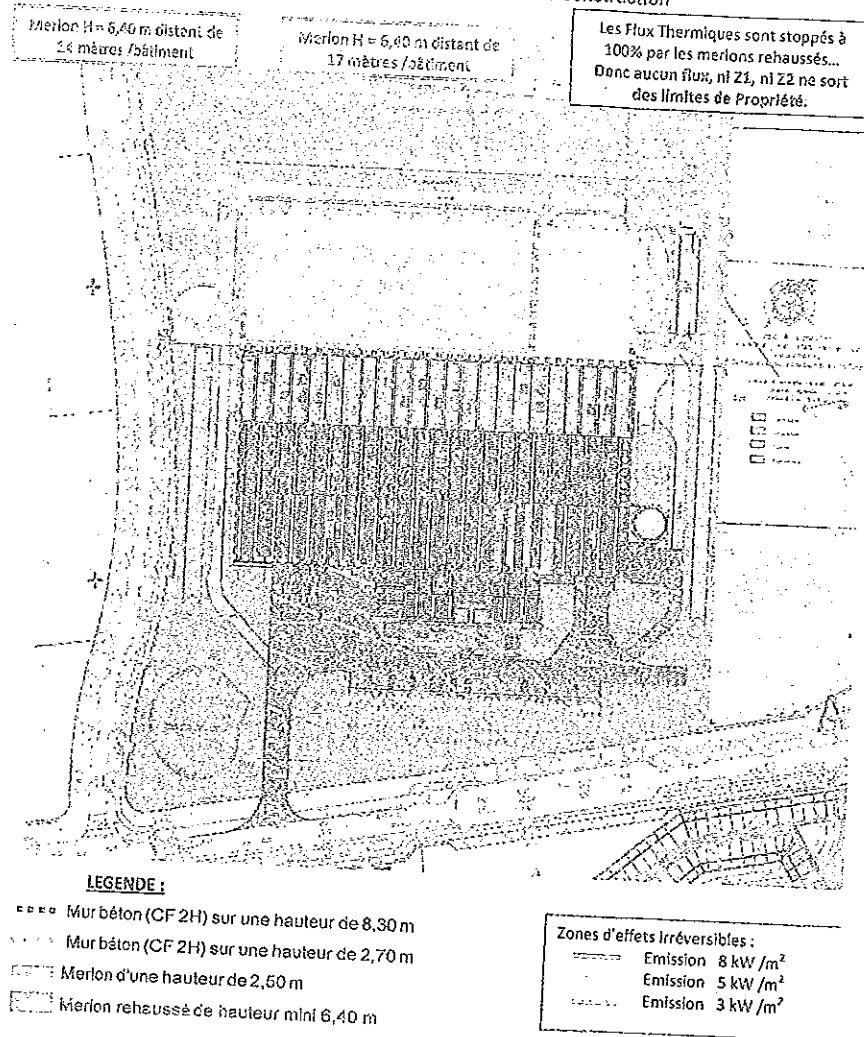 Merlon H = 6,40 m distant de
mètres /bâtiment
Merlon H = 6,40 m distant de
17 mètres /bâtiment
Les Flux Thermiques sont stoppés à
100% par les merlons rehaussés...
Donc aucun flux, ni Z1, ni Z2 ne sort
des limites de Propriété.
LEGENDE :
Mur béton (CF 2H) sur une hauteur de 8,30 m
Mur béton (CF 2H) sur une hauteur de 2,70 m
Merlon d'une hauteur de 2,50 m
Merlon rehaussé de hauteur mini 6,40 m
Zones d'effets irréversibles :
Emission 8 kW /m²
Emission 5 kW /m²
Emission 3 kW /m²